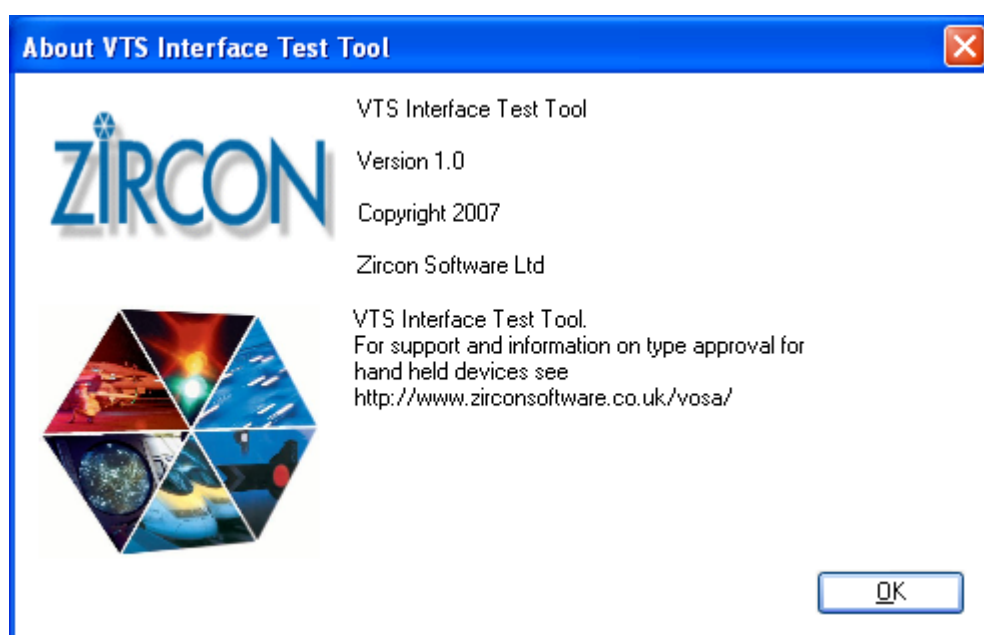 About VTS Interface Test Tool
ZIRCON
VTS Interface Test Tool
Version 1.0
Copyright 2007
Zircon Software Ltd
VTS Interface Test Tool.
For support and information on type approval for
hand held devices see
http://www.zirconsoftware.co.uk/vosa/
OK